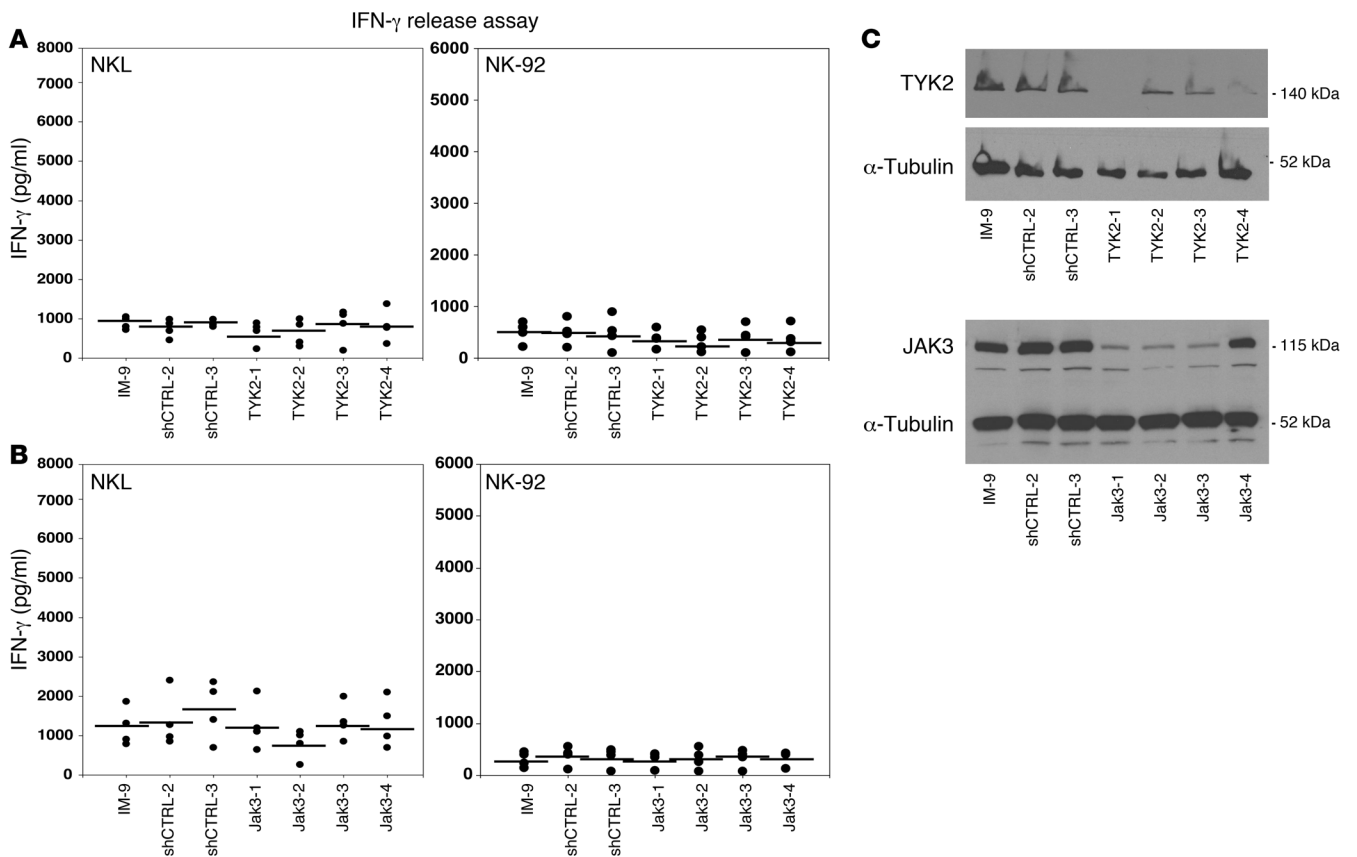 IFN-γ release assay
A
NKL
8000
7000
6000
5000
4000
3000
2000
1000
0
IFN-γ (pg/ml)
IM-9
shCTRL-2
shCTRL-3
TYK2-1
TYK2-2
TYK2-3
TYK2-4
NK-92
6000
5000
4000
3000
2000
1000
0
IM-9
shCTRL-2
shCTRL-3
TYK2-1
TYK2-2
TYK2-3
TYK2-4
B
NKL
8000
7000
6000
5000
4000
3000
2000
1000
0
IFN-γ (pg/ml)
IM-9
shCTRL-2
shCTRL-3
Jak3-1
Jak3-2
Jak3-3
Jak3-4
NK-92
6000
5000
4000
3000
2000
1000
0
IM-9
shCTRL-2
shCTRL-3
Jak3-1
Jak3-2
Jak3-3
Jak3-4
C
TYK2
- 140 kDa
α-Tubulin
- 52 kDa
IM-9
shCTRL-2
shCTRL-3
TYK2-1
TYK2-2
TYK2-3
TYK2-4
JAK3
- 115 kDa
α-Tubulin
- 52 kDa
IM-9
shCTRL-2
shCTRL-3
Jak3-1
Jak3-2
Jak3-3
Jak3-4